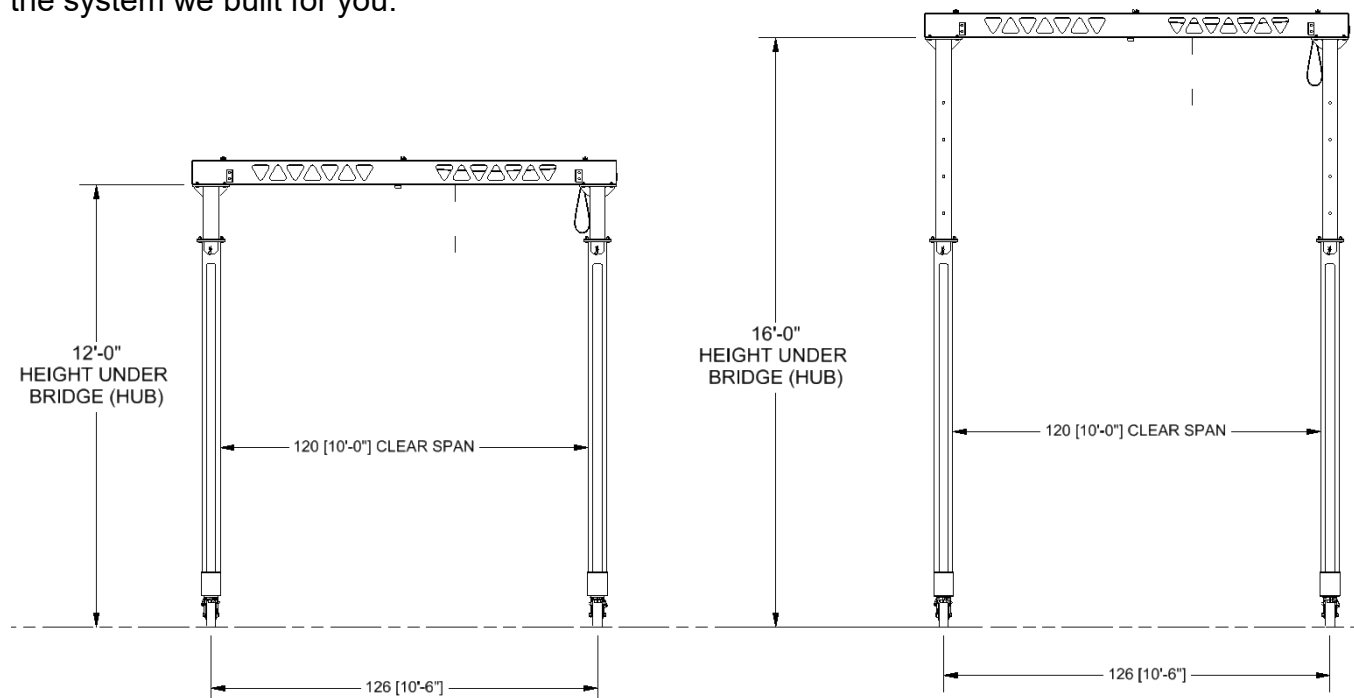 the system we built for you.
12'-0"
HEIGHT UNDER
BRIDGE (HUB)
120 [10'-0"] CLEAR SPAN
126 [10'-6"]
16'-0"
HEIGHT UNDER
BRIDGE (HUB)
120 [10'-0"] CLEAR SPAN
126 [10'-6"]